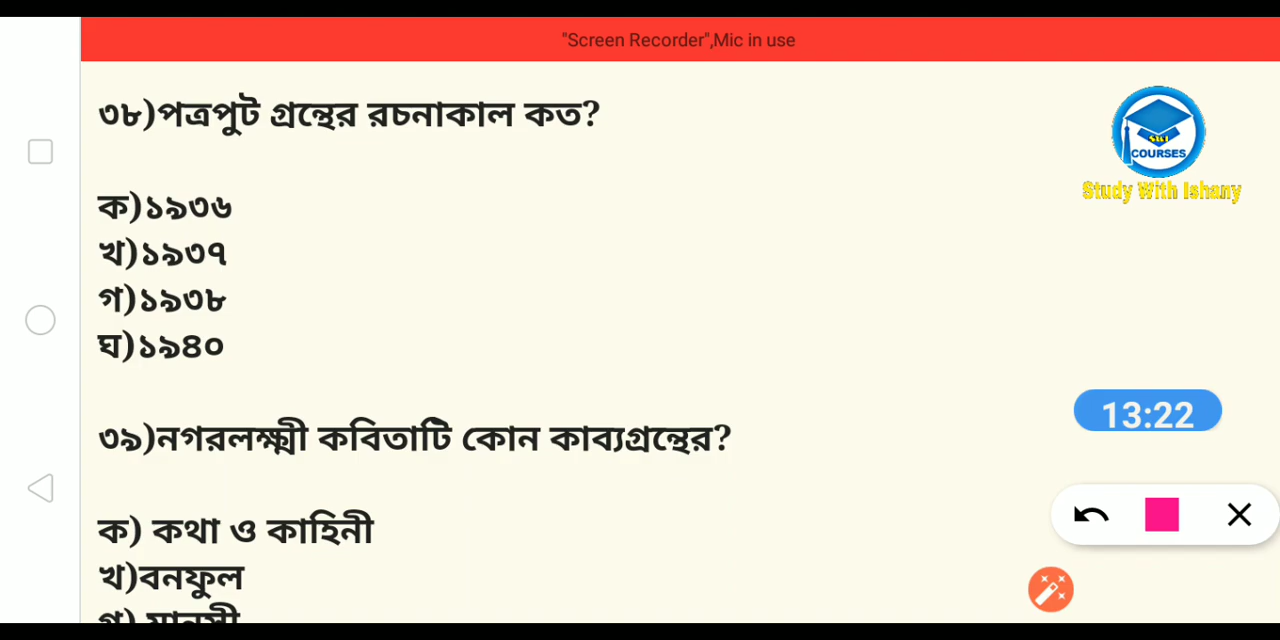 "Screen Recorder",Mic in use
৩৮)পত্রপুট গ্রন্থের রচনাকাল কত?
COURSES
Study With Ishany
ক)১৯৩৬
খ)১৯৩৭
গ)১৯৩৮
ঘ)১৯৪০
13:22
৩৯)নগরলক্ষ্মী কবিতাটি কোন কাব্যগ্রন্থের?
ক) কথা ও কাহিনী
খ)বনফুল
গ) মানসী